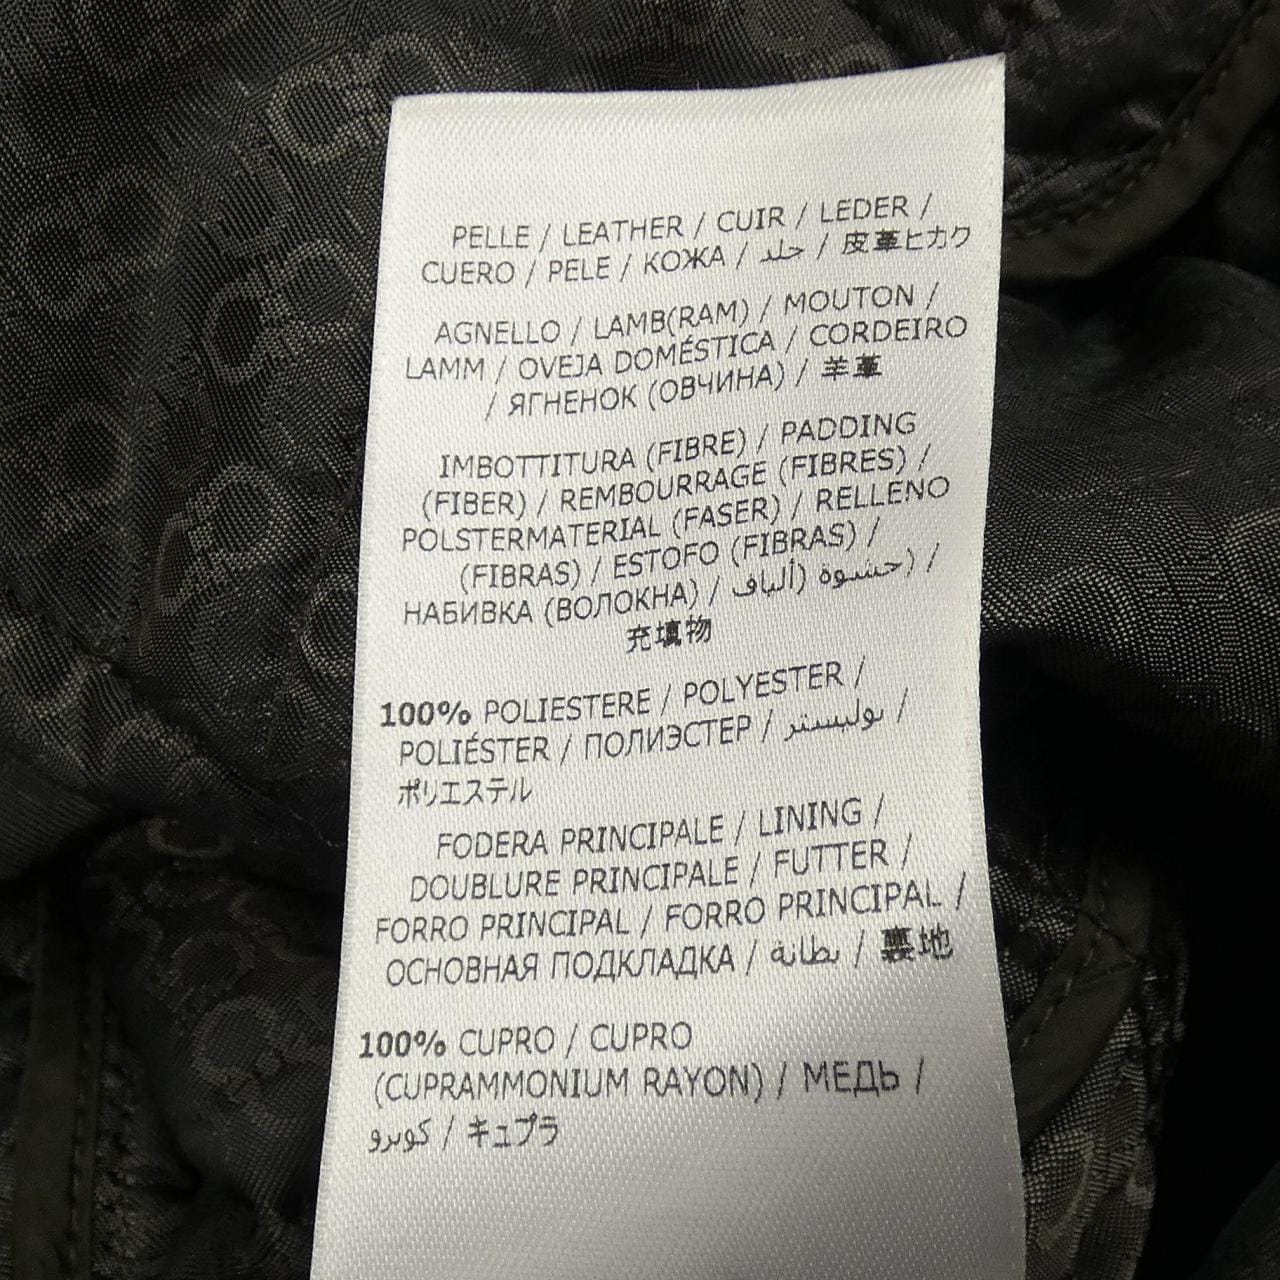 PELLE / LEATHER / CUIR / LEDER /
CUERO / PELE / КОЖА / جلد / 皮革ヒカク
AGNELLO / LAMB(RAM) / MOUTON /
LAMM / OVEJA DOMÉSTICA / CORDEIRO
/ ЯГНЕНОК (ОВЧИНА) / 羊革
IMBOTTITURA (FIBRE) / PADDING
(FIBER) / REMBOURRAGE (FIBRES) /
POLSTERMATERIAL (FASER) / RELLENO
(FIBRAS) / ESTOFO (FIBRAS) /
НАБИВКА (ВОЛОКНА) / حشوة (ألياف) /
充填物
100% POLIESTERE / POLYESTER /
POLIÉSTER / ПОЛИЭСТЕР / بوليستر /
ポリエステル
FODERA PRINCIPALE / LINING /
DOUBLURE PRINCIPALE / FUTTER /
FORRO PRINCIPAL / FORRO PRINCIPAL /
ОСНОВНАЯ ПОДКЛАДКА / بطانة / 裏地
100% CUPRO / CUPRO
(CUPRAMMONIUM RAYON) / МЕДЬ /
كوبرو / キュプラ